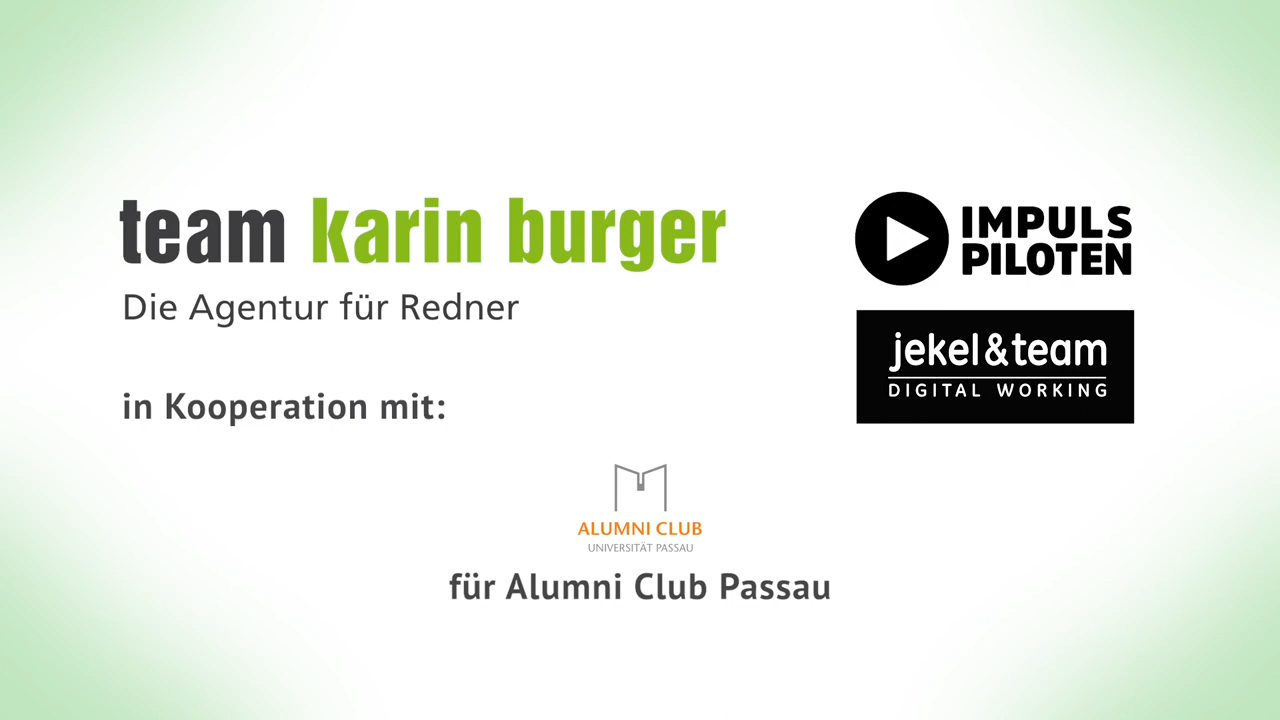 team karin burger
Die Agentur für Redner
in Kooperation mit:
IMPULS
PILOTEN
jekel&team
DIGITAL WORKING
ALUMNI CLUB
UNIVERSITÄT PASSAU
für Alumni Club Passau